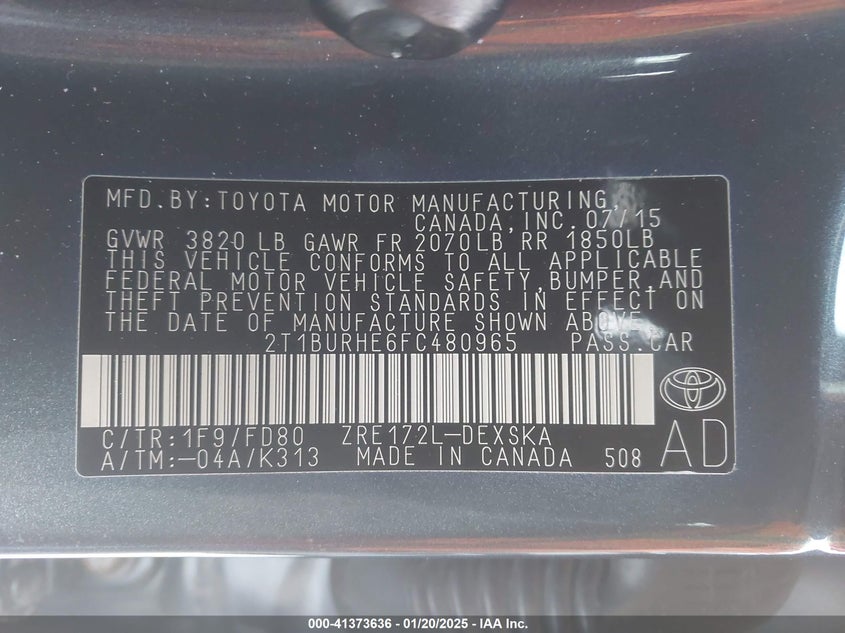 MFD.BY:TOYOTA MOTOR MANUFACTURING,
CANADA,INC. 07/15
GVWR 3820 LB GAWR FR 2070LB RR 1850LB
THIS VEHICLE CONFORMS TO ALL APPLICABLE
FEDERAL MOTOR VEHICLE SAFETY,BUMPER,AND
THEFT PREVENTION STANDARDS IN EFFECT ON
THE DATE OF MANUFACTURE SHOWN ABOVE.
2T1BURHE6FC480965 PASS.CAR
C/TR:1F9/FD80 ZRE172L-DEXSKA
A/TM:-04A/K313 MADE IN CANADA 508 AD
000-41373636 | 01/20/2025 - IAA Inc.